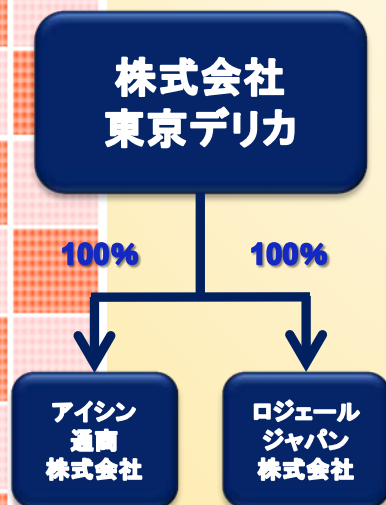 株式会社
東京デリカ
100%
100%
アイシン
通商
株式会社
ロジェール
ジャパン
株式会社